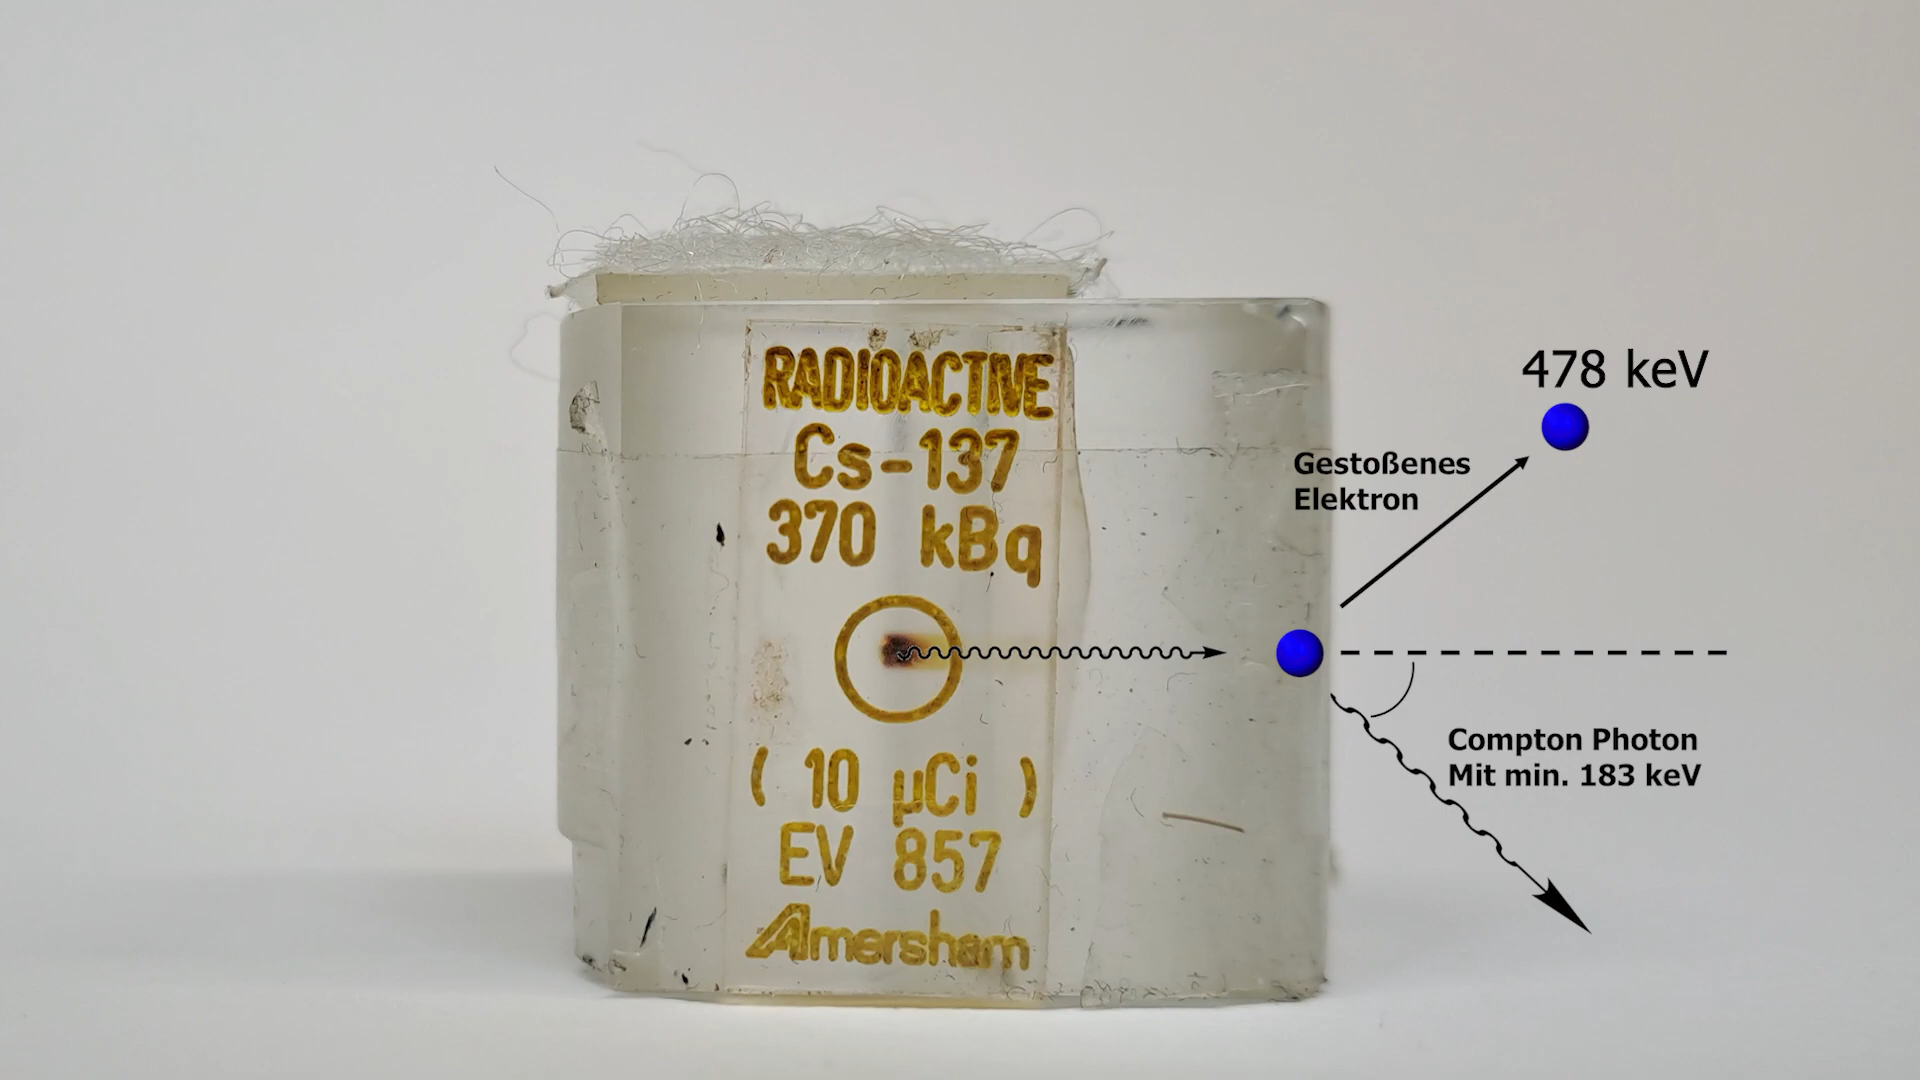 RADIOACTIVE
Cs-137
370 kBq
( 10 µCi )
EV 857
Amersham
478 keV
Gestoßenes
Elektron
Compton Photon
Mit min. 183 keV